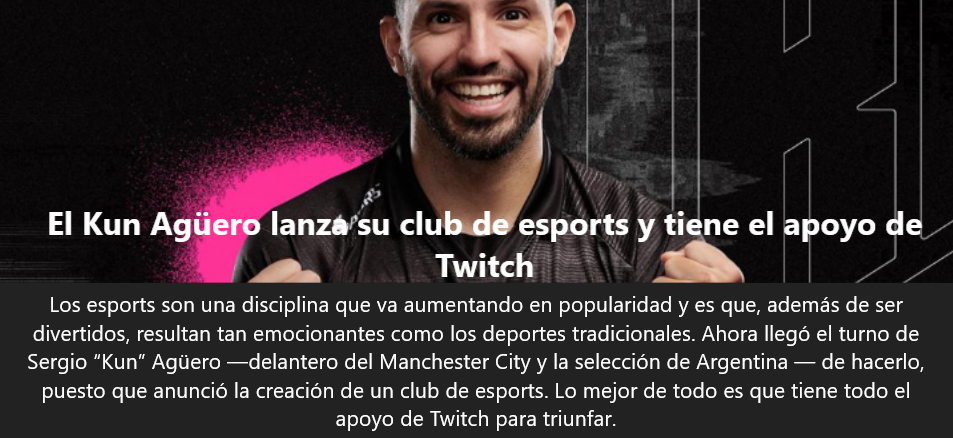 El Kun Agüero lanza su club de esports y tiene el apoyo de
Twitch
Los esports son una disciplina que va aumentando en popularidad y es que, además de ser
divertidos, resultan tan emocionantes como los deportes tradicionales. Ahora llegó el turno de
Sergio “Kun” Agüero —delantero del Manchester City y la selección de Argentina — de hacerlo,
puesto que anunció la creación de un club de esports. Lo mejor de todo es que tiene todo el
apoyo de Twitch para triunfar.